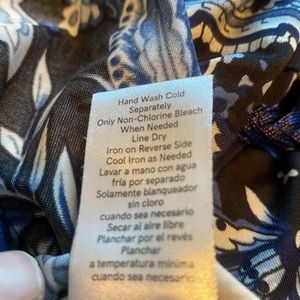 Hand Wash Cold
Separately
Only Non-Chlorine Bleach
When Needed
Line Dry
Iron on Reverse Side
Cool Iron as Needed
Lavar a mano con agua
fría por separado
Solamente blanqueador
sin cloro
cuando sea necesario
Secar al aire libre
Planchar por el revés
Planchar
a temperatura mínima
cuando sea necesario